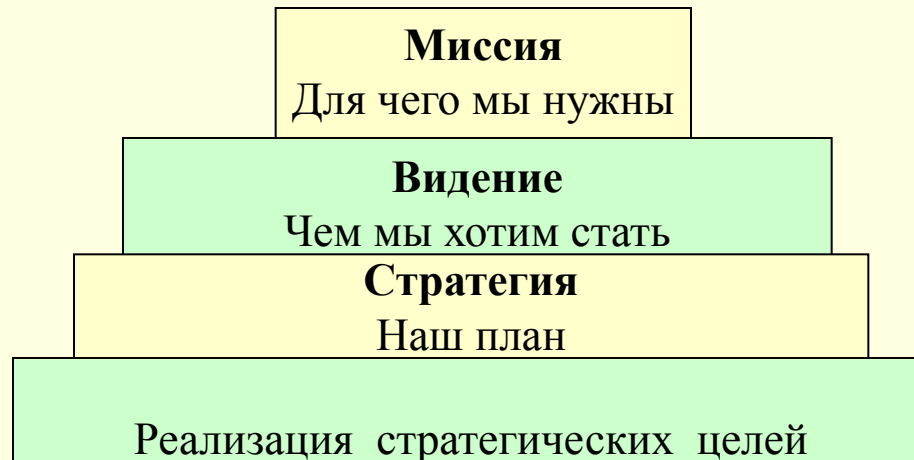 Миссия
Для чего мы нужны
Видение
Чем мы хотим стать
Стратегия
Наш план
Реализация стратегических целей